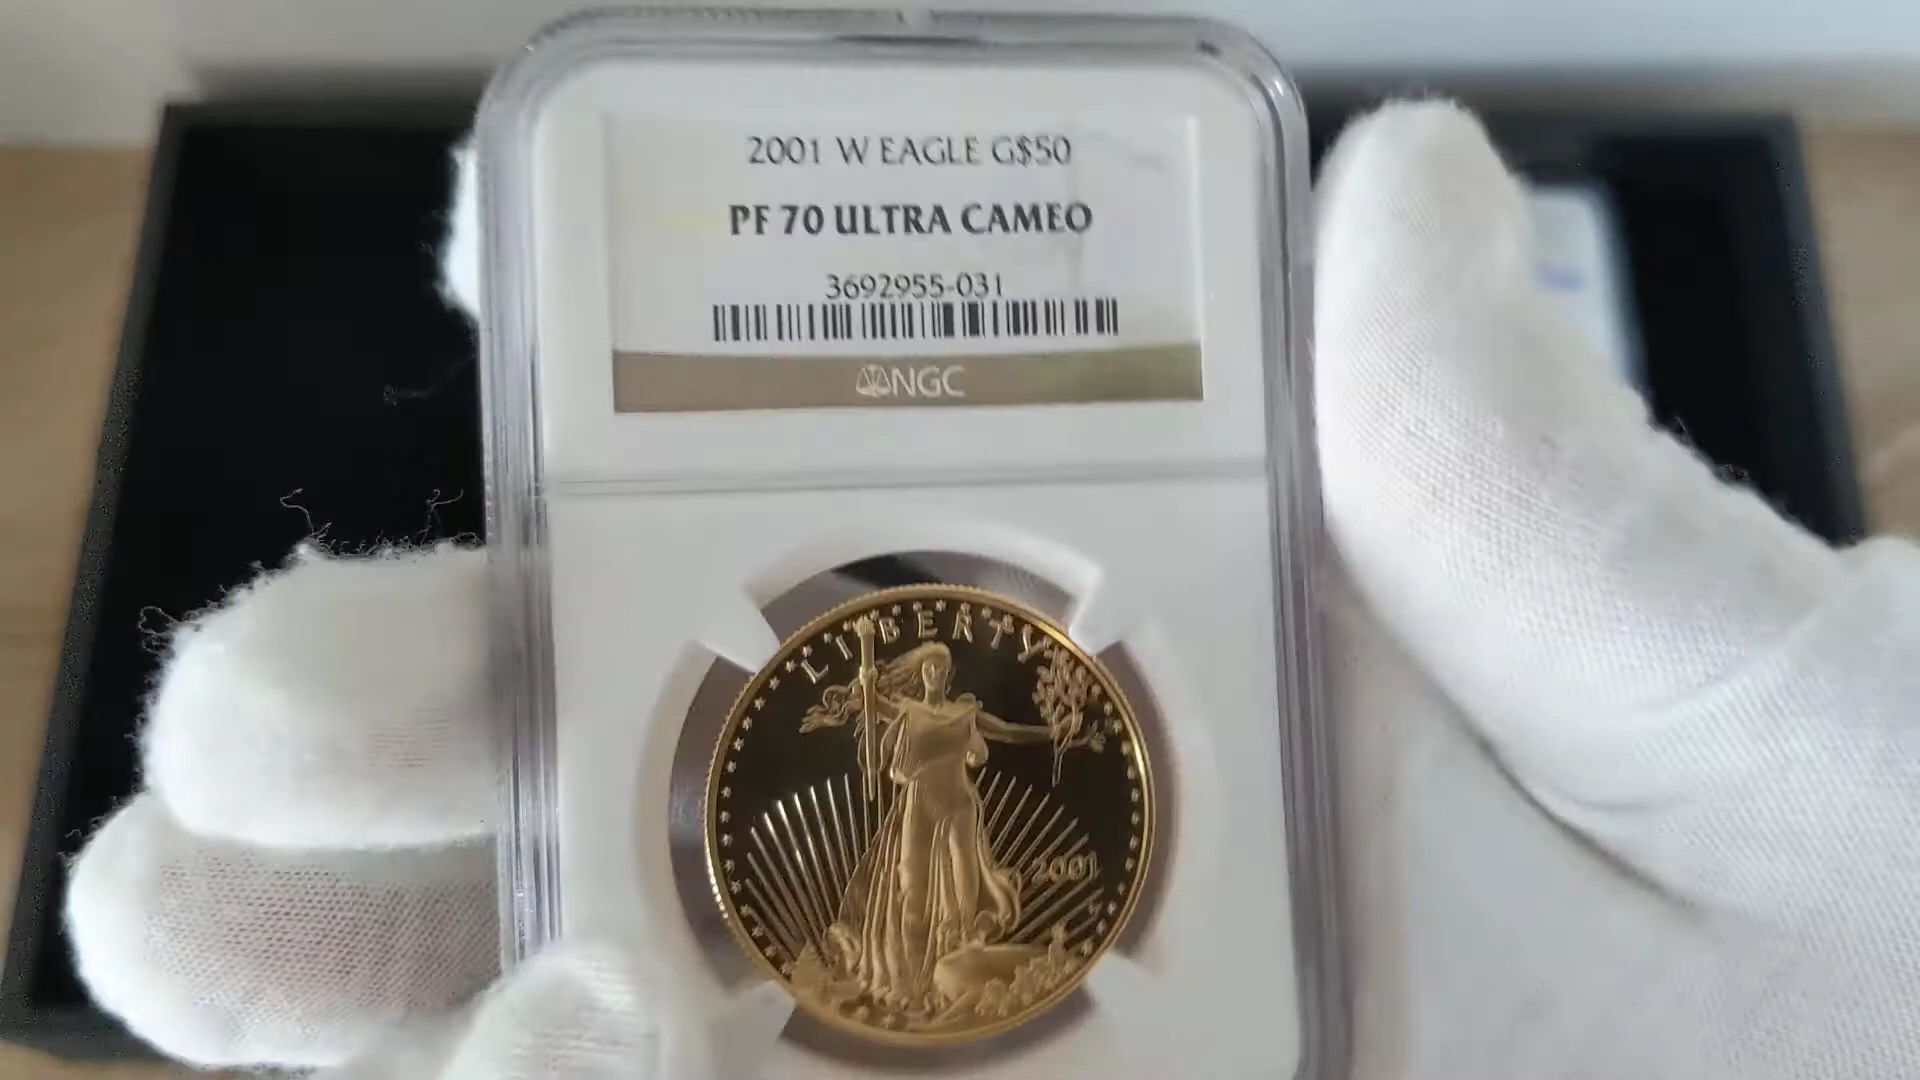 2001 W EAGLE G$50
PF 70 ULTRA CAMEO
3692955-031
NGC
LIBERTY
2001